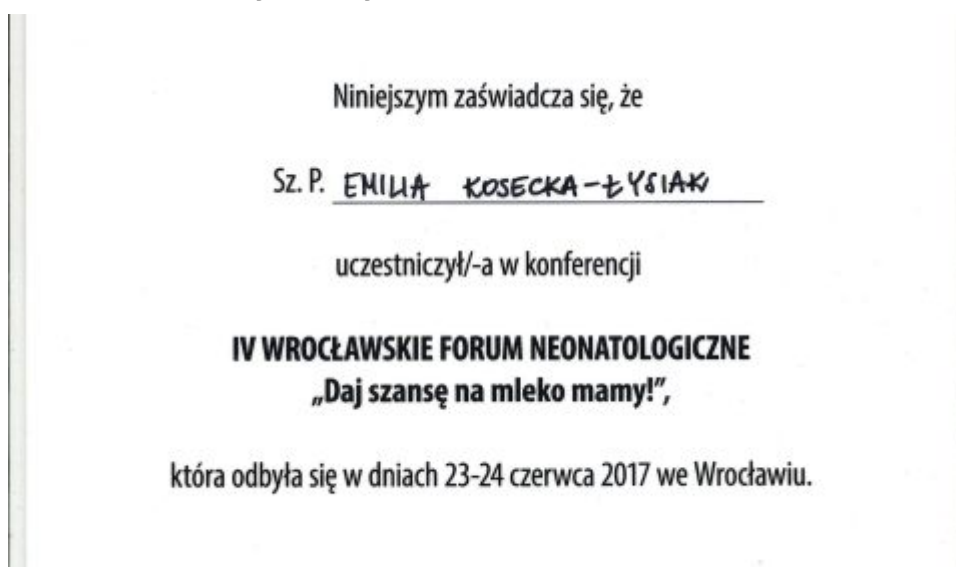 Niniejszym zaświadcza się, że
Sz. P. EMILIA KOSECKA-ŁYSIAK
uczestniczył/-a w konferencji
IV WROCŁAWSKIE FORUM NEONATOLOGICZNE
„Daj szansę na mleko mamy!”,
która odbyła się w dniach 23-24 czerwca 2017 we Wrocławiu.